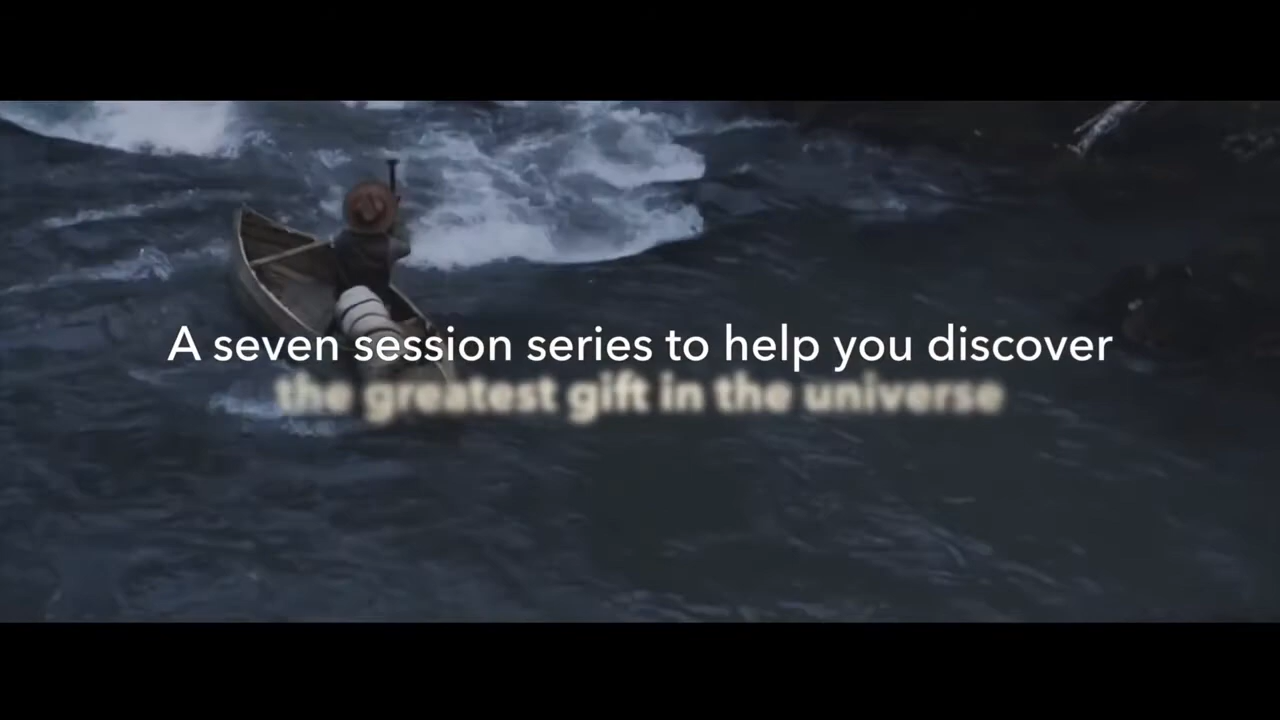 A seven session series to help you discover
the greatest gift in the universe